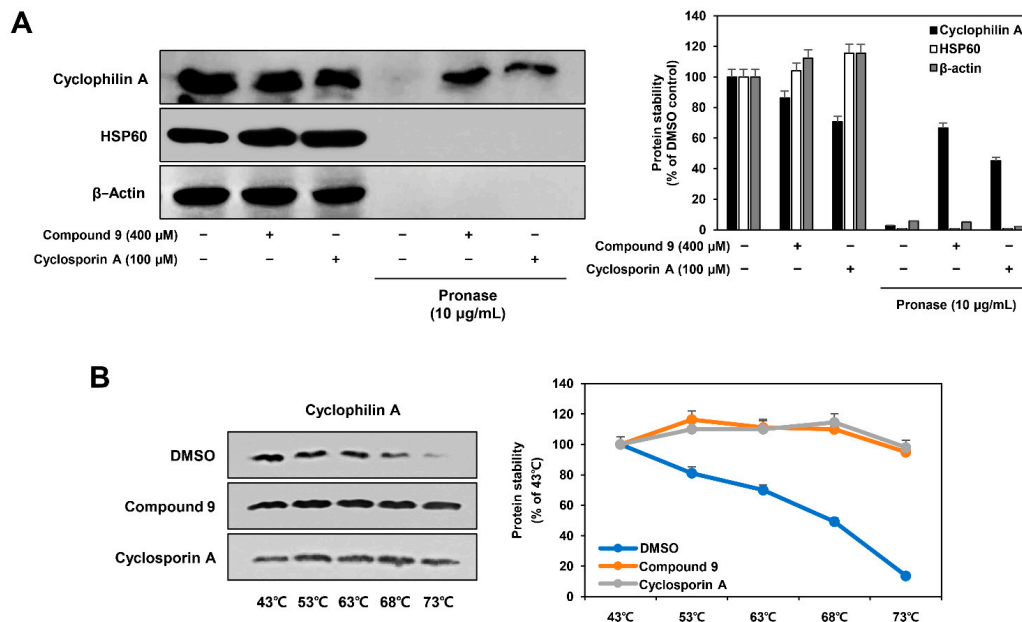 A
Cyclophilin A
HSP60
β–Actin
Compound 9 (400 μM) – + – – + –
Cyclosporin A (100 μM) – – + – – +
Pronase
(10 μg/mL)
Protein stability
(% of DMSO control)
140
120
100
80
60
40
20
0
Cyclophilin A
HSP60
β-actin
Compound 9 (400 μM) – + – – + –
Cyclosporin A (100 μM) – – + – – +
Pronase (10 μg/mL)
B
Cyclophilin A
DMSO
Compound 9
Cyclosporin A
43℃ 53℃ 63℃ 68℃ 73℃
Protein stability
(% of 43℃)
140
120
100
80
60
40
20
0
DMSO
Compound 9
Cyclosporin A
43℃ 53℃ 63℃ 68℃ 73℃